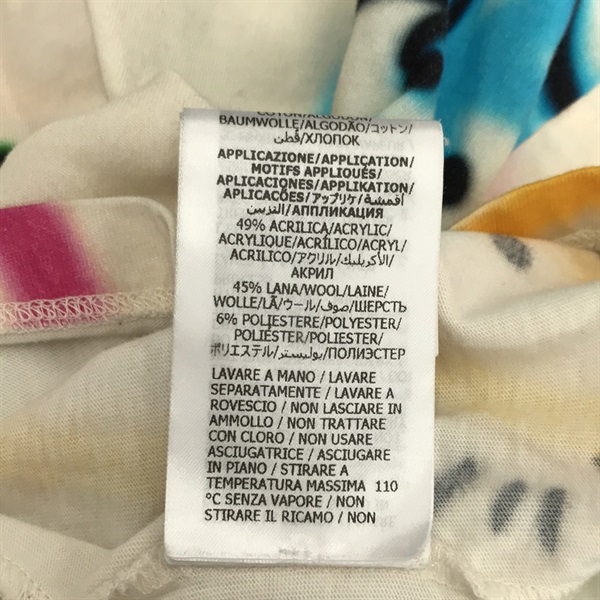 COTON/ALGODÓN/
BAUMWOLLE/ALGODÃO/コットン/
قطن/ХЛОПОК
APPLICAZIONE/APPLICATION/
MOTIFS APPLIQUÉS/
APLICACIONES/APPLIKATION/
APLICAÇÕES/アップリケ/أقمشة
التزيين/АППЛИКАЦИЯ
49% ACRILICA/ACRYLIC/
ACRYLIQUE/ACRÍLICO/ACRYL/
ACRÍLICO/アクリル/الأكريليك/
АКРИЛ
45% LANA/WOOL/LAINE/
WOLLE/LÃ/ウール/صوف/ШЕРСТЬ
6% POLIESTERE/POLYESTER/
POLIÉSTER/POLIESTER/
ポリエステル/بوليستر/ПОЛИЭСТЕР
LAVARE A MANO / LAVARE
SEPARATAMENTE / LAVARE A
ROVESCIO / NON LASCIARE IN
AMMOLLO / NON TRATTARE
CON CLORO / NON USARE
ASCIUGATRICE / ASCIUGARE
IN PIANO / STIRARE A
TEMPERATURA MASSIMA 110
°C SENZA VAPORE / NON
STIRARE IL RICAMO / NON